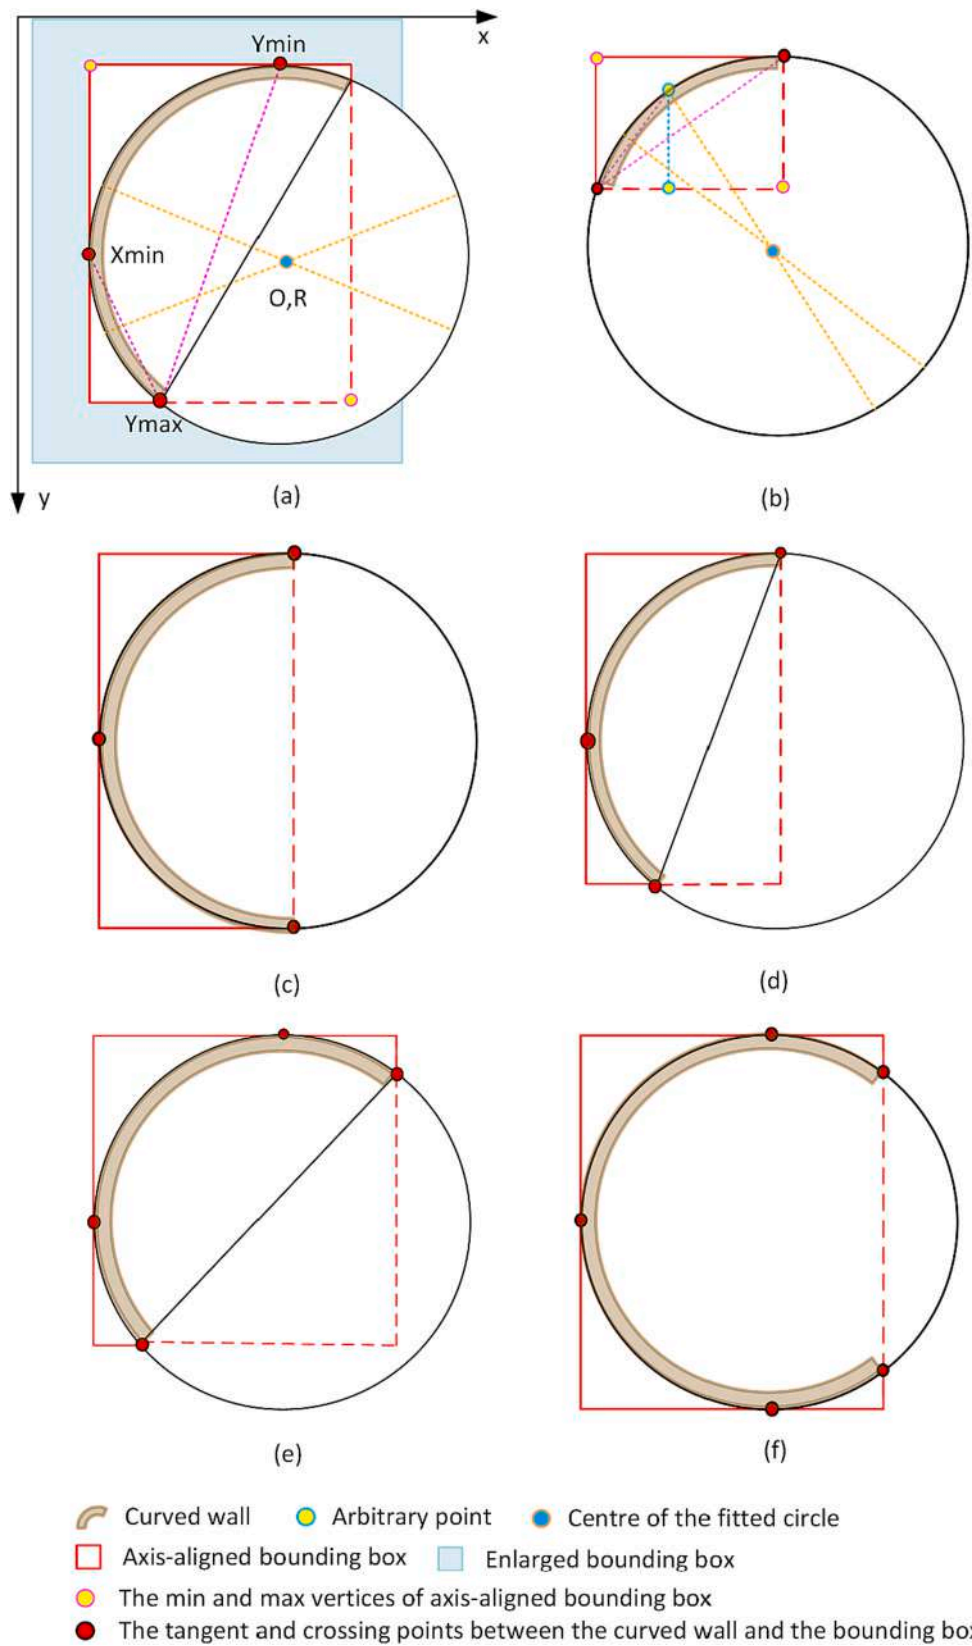 x
Ymin
Xmin
O,R
Ymax
y
(a)
(b)
(c)
(d)
(e)
(f)
Curved wall
Arbitrary point
Centre of the fitted circle
Axis-aligned bounding box
Enlarged bounding box
The min and max vertices of axis-aligned bounding box
The tangent and crossing points between the curved wall and the bounding box